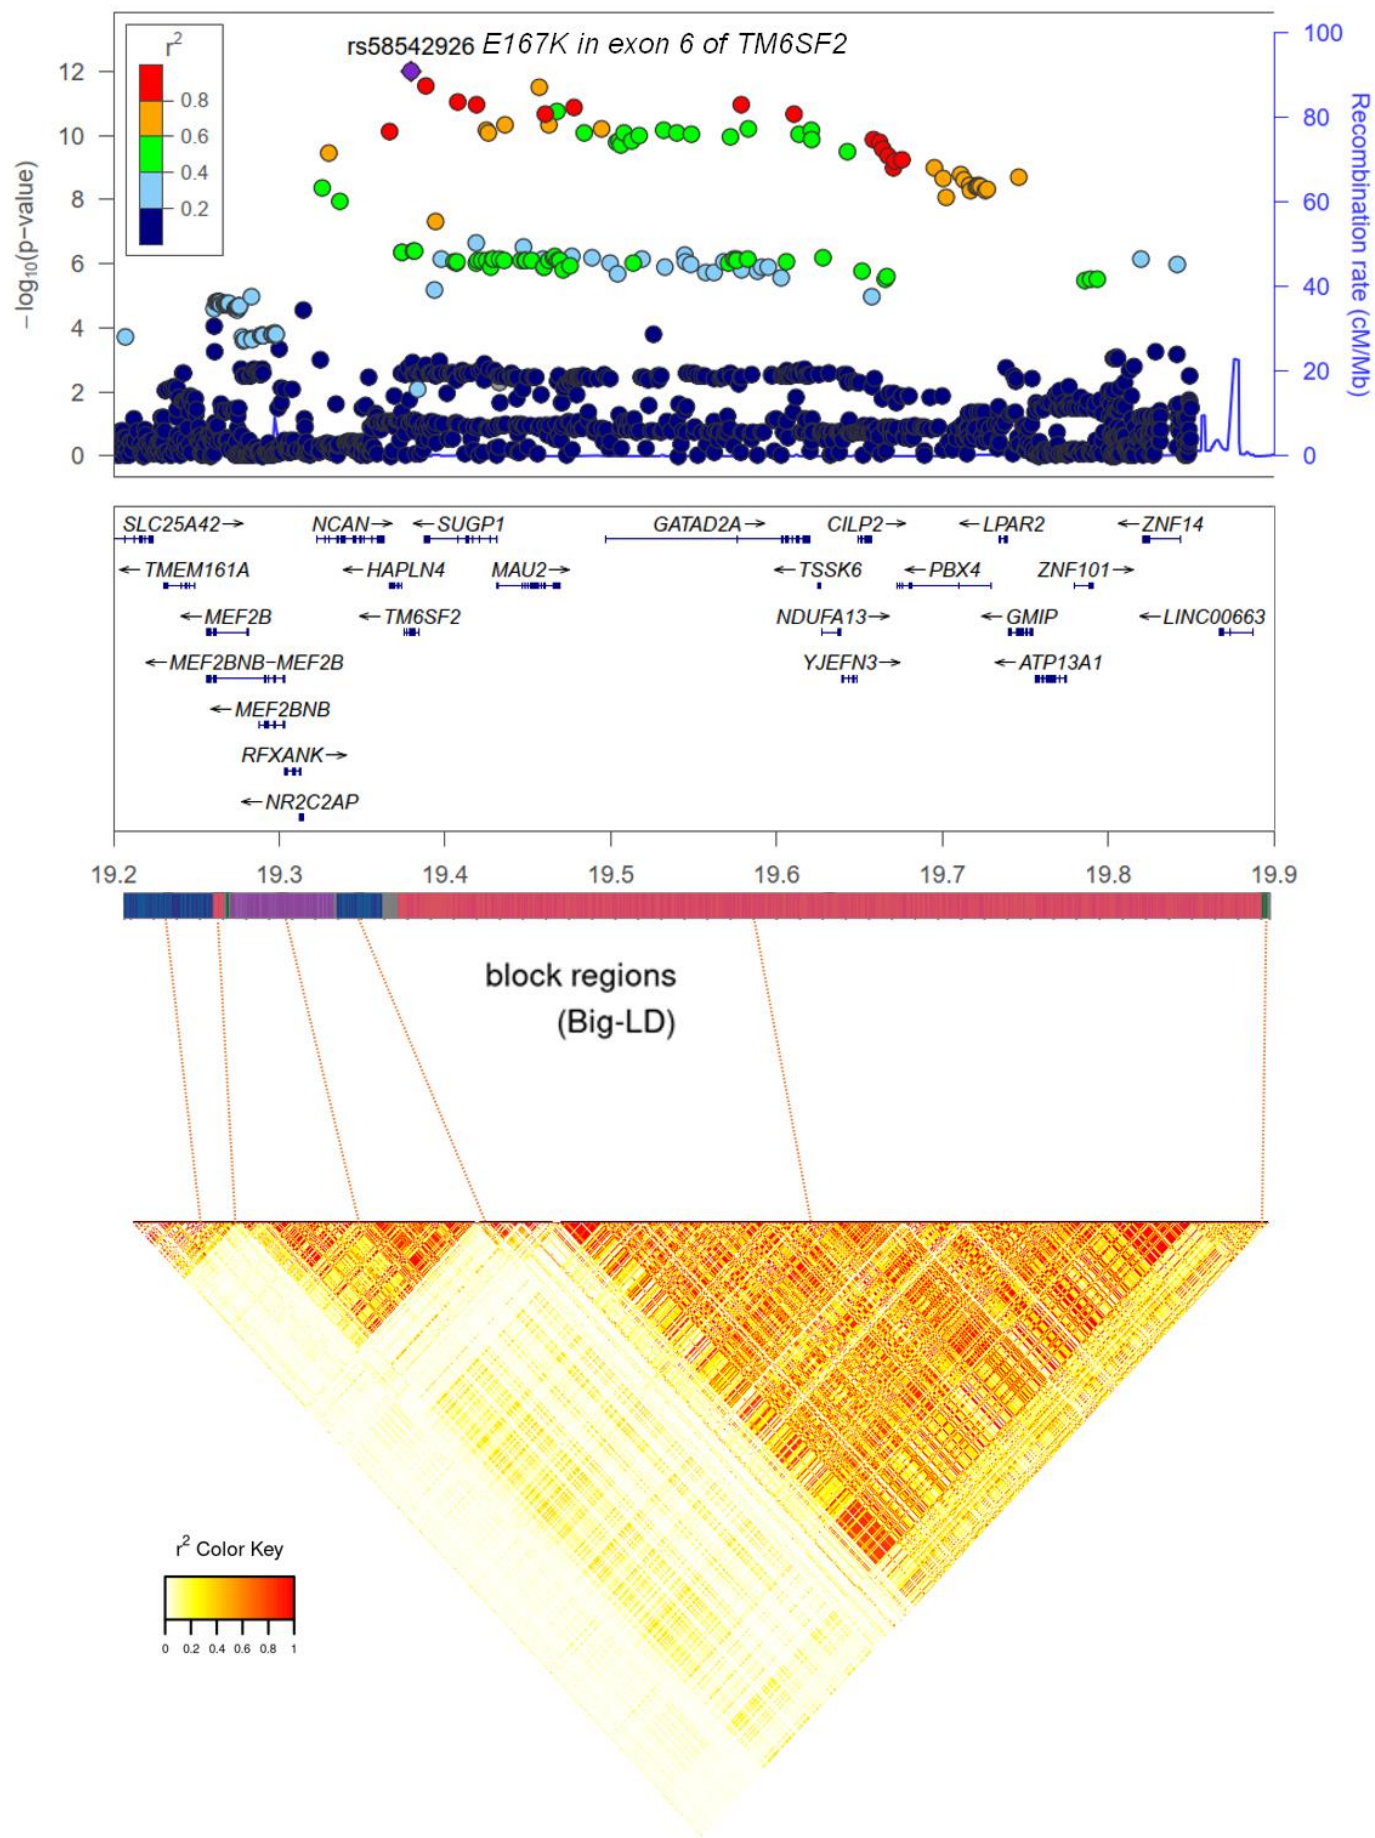 rs58542926 E167K in exon 6 of TM6SF2
r2
0.8
0.6
0.4
0.2
−log10(p−value)
12
10
8
6
4
2
0
Recombination rate (cM/Mb)
100
80
60
40
20
0
SLC25A42→ NCAN→ ←SUGP1 GATAD2A→ CILP2→ ←LPAR2 ←ZNF14
←TMEM161A ←HAPLN4 MAU2→ ←TSSK6 ←PBX4 ZNF101→
←MEF2B ←TM6SF2 NDUFA13→ ←GMIP ←LINC00663
←MEF2BNB−MEF2B YJEFN3→ ←ATP13A1
←MEF2BNB
RFXANK→
←NR2C2AP
19.2 19.3 19.4 19.5 19.6 19.7 19.8 19.9
block regions
(Big-LD)
r2 Color Key
0 0.2 0.4 0.6 0.8 1